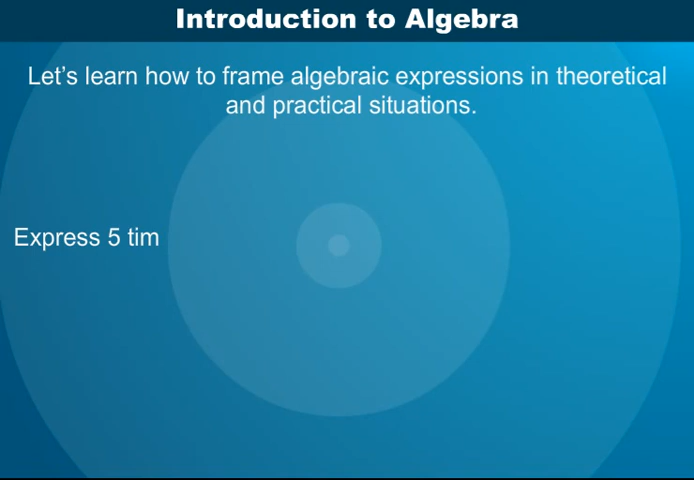 Introduction to Algebra
Let's learn how to frame algebraic expressions in theoretical
and practical situations.
Express 5 tim